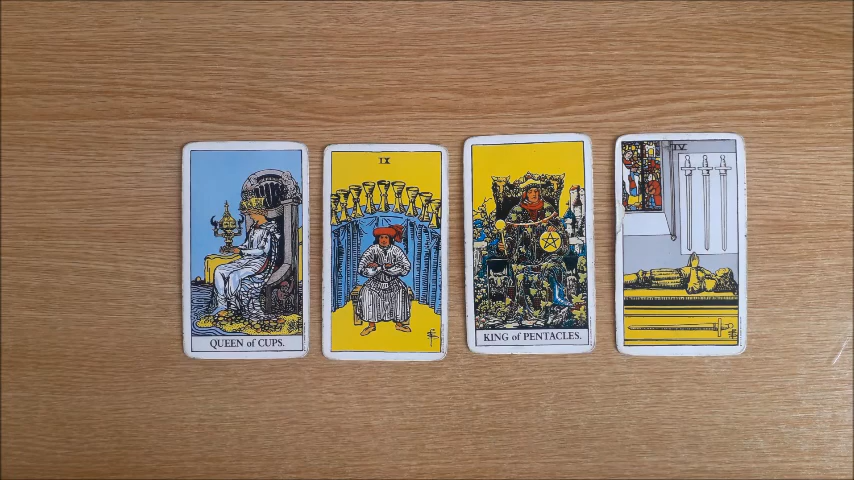 QUEEN of CUPS.
IX
KING of PENTACLES.
IV